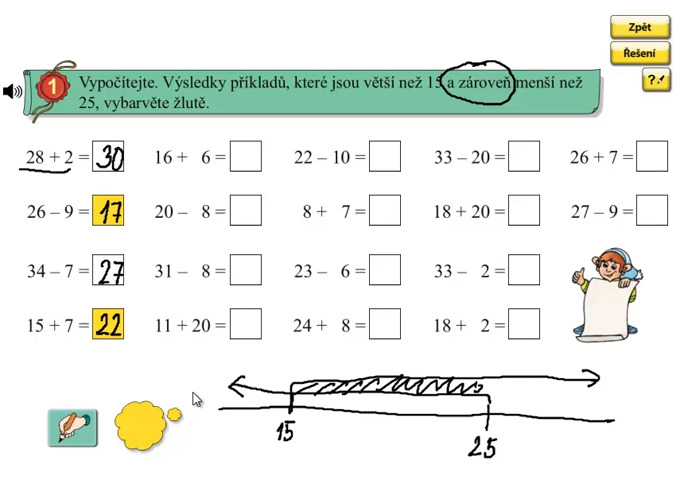 Zpět
Řešení
?
1 Vypočítejte. Výsledky příkladů, které jsou větší než 15 a zároveň menší než
25, vybarvěte žlutě.
28 + 2 = 30 16 + 6 = 22 – 10 = 33 – 20 = 26 + 7 =
26 – 9 = 17 20 – 8 = 8 + 7 = 18 + 20 = 27 – 9 =
34 – 7 = 27 31 – 8 = 23 – 6 = 33 – 2 =
15 + 7 = 22 11 + 20 = 24 + 8 = 18 + 2 =
15 25